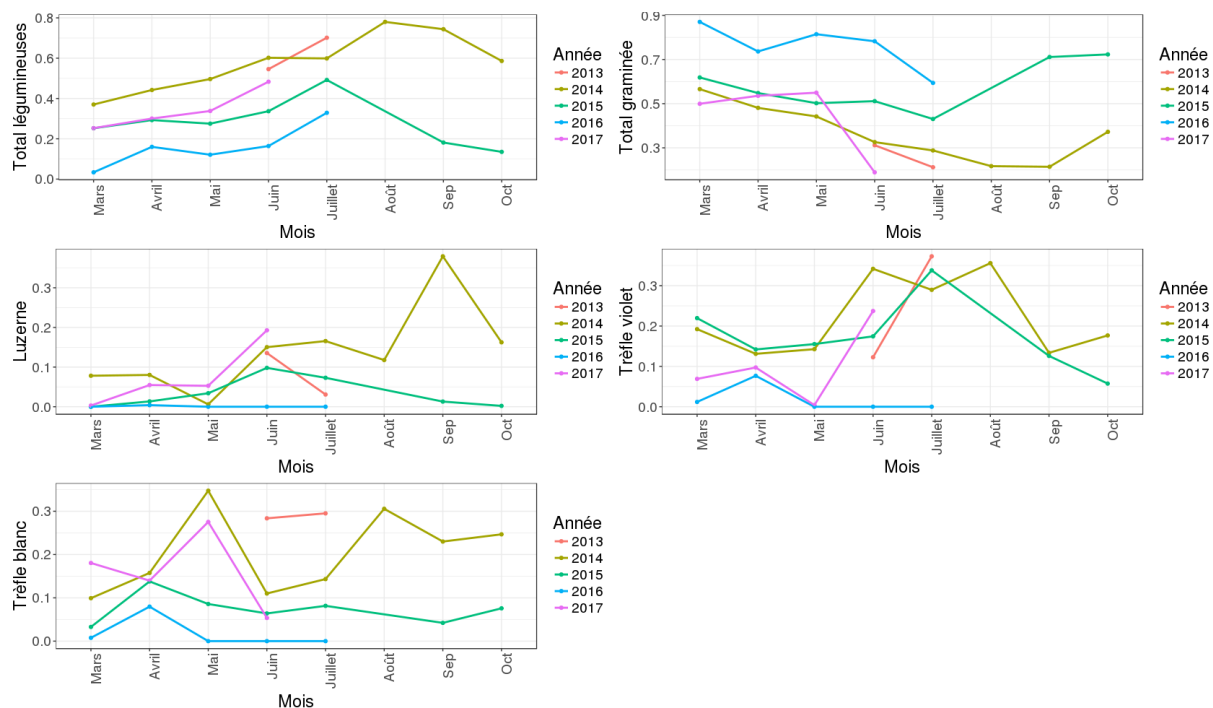 Total légumineuses
0.8
0.6
0.4
0.2
0.0
Mars
Avril
Mai
Juin
Juillet
Août
Sep
Oct
Mois
Année
2013
2014
2015
2016
2017
Total graminée
0.9
0.7
0.5
0.3
Mars
Avril
Mai
Juin
Juillet
Août
Sep
Oct
Mois
Année
2013
2014
2015
2016
2017
Luzerne
0.3
0.2
0.1
0.0
Mars
Avril
Mai
Juin
Juillet
Août
Sep
Oct
Mois
Année
2013
2014
2015
2016
2017
Trèfle violet
0.3
0.2
0.1
0.0
Mars
Avril
Mai
Juin
Juillet
Août
Sep
Oct
Mois
Année
2013
2014
2015
2016
2017
Trèfle blanc
0.3
0.2
0.1
0.0
Mars
Avril
Mai
Juin
Juillet
Août
Sep
Oct
Mois
Année
2013
2014
2015
2016
2017